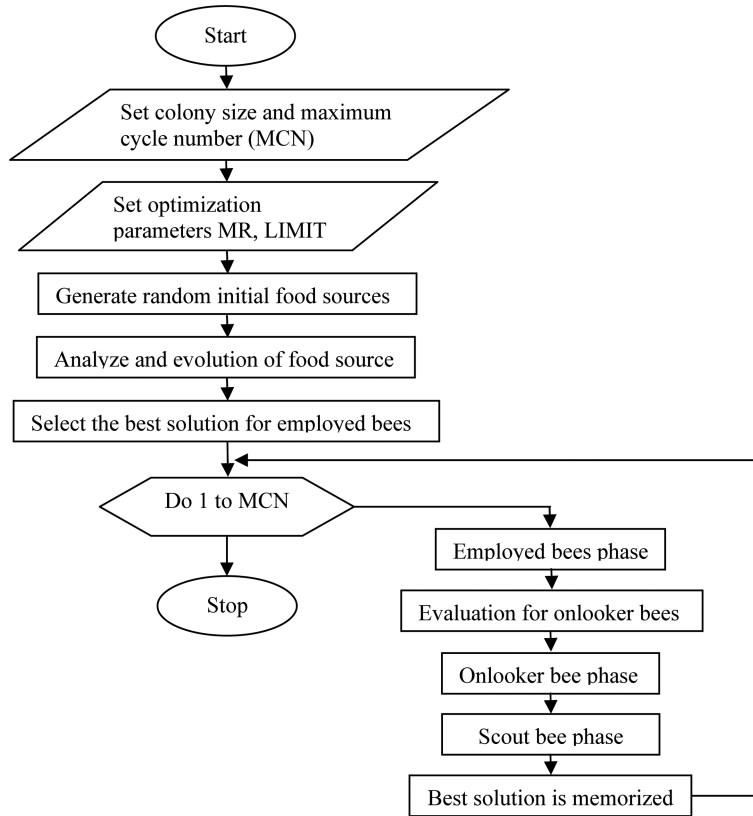 Start
Set colony size and maximum
cycle number (MCN)
Set optimization
parameters MR, LIMIT
Generate random initial food sources
Analyze and evolution of food source
Select the best solution for employed bees
Do 1 to MCN
Stop
Employed bees phase
Evaluation for onlooker bees
Onlooker bee phase
Scout bee phase
Best solution is memorized